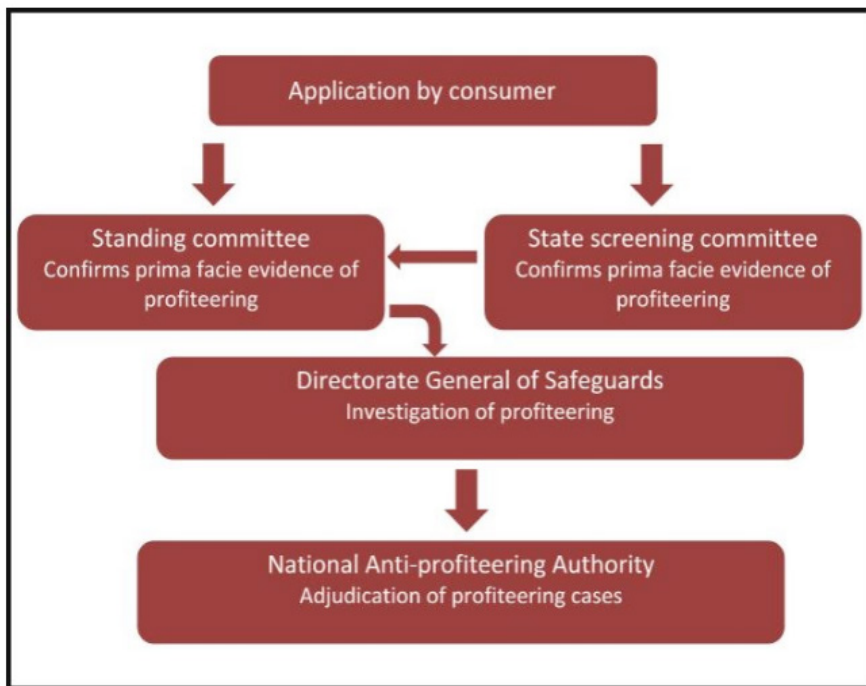 Application by consumer
Standing committee
Confirms prima facie evidence of
profiteering
State screening committee
Confirms prima facie evidence of
profiteering
Directorate General of Safeguards
Investigation of profiteering
National Anti-profiteering Authority
Adjudication of profiteering cases